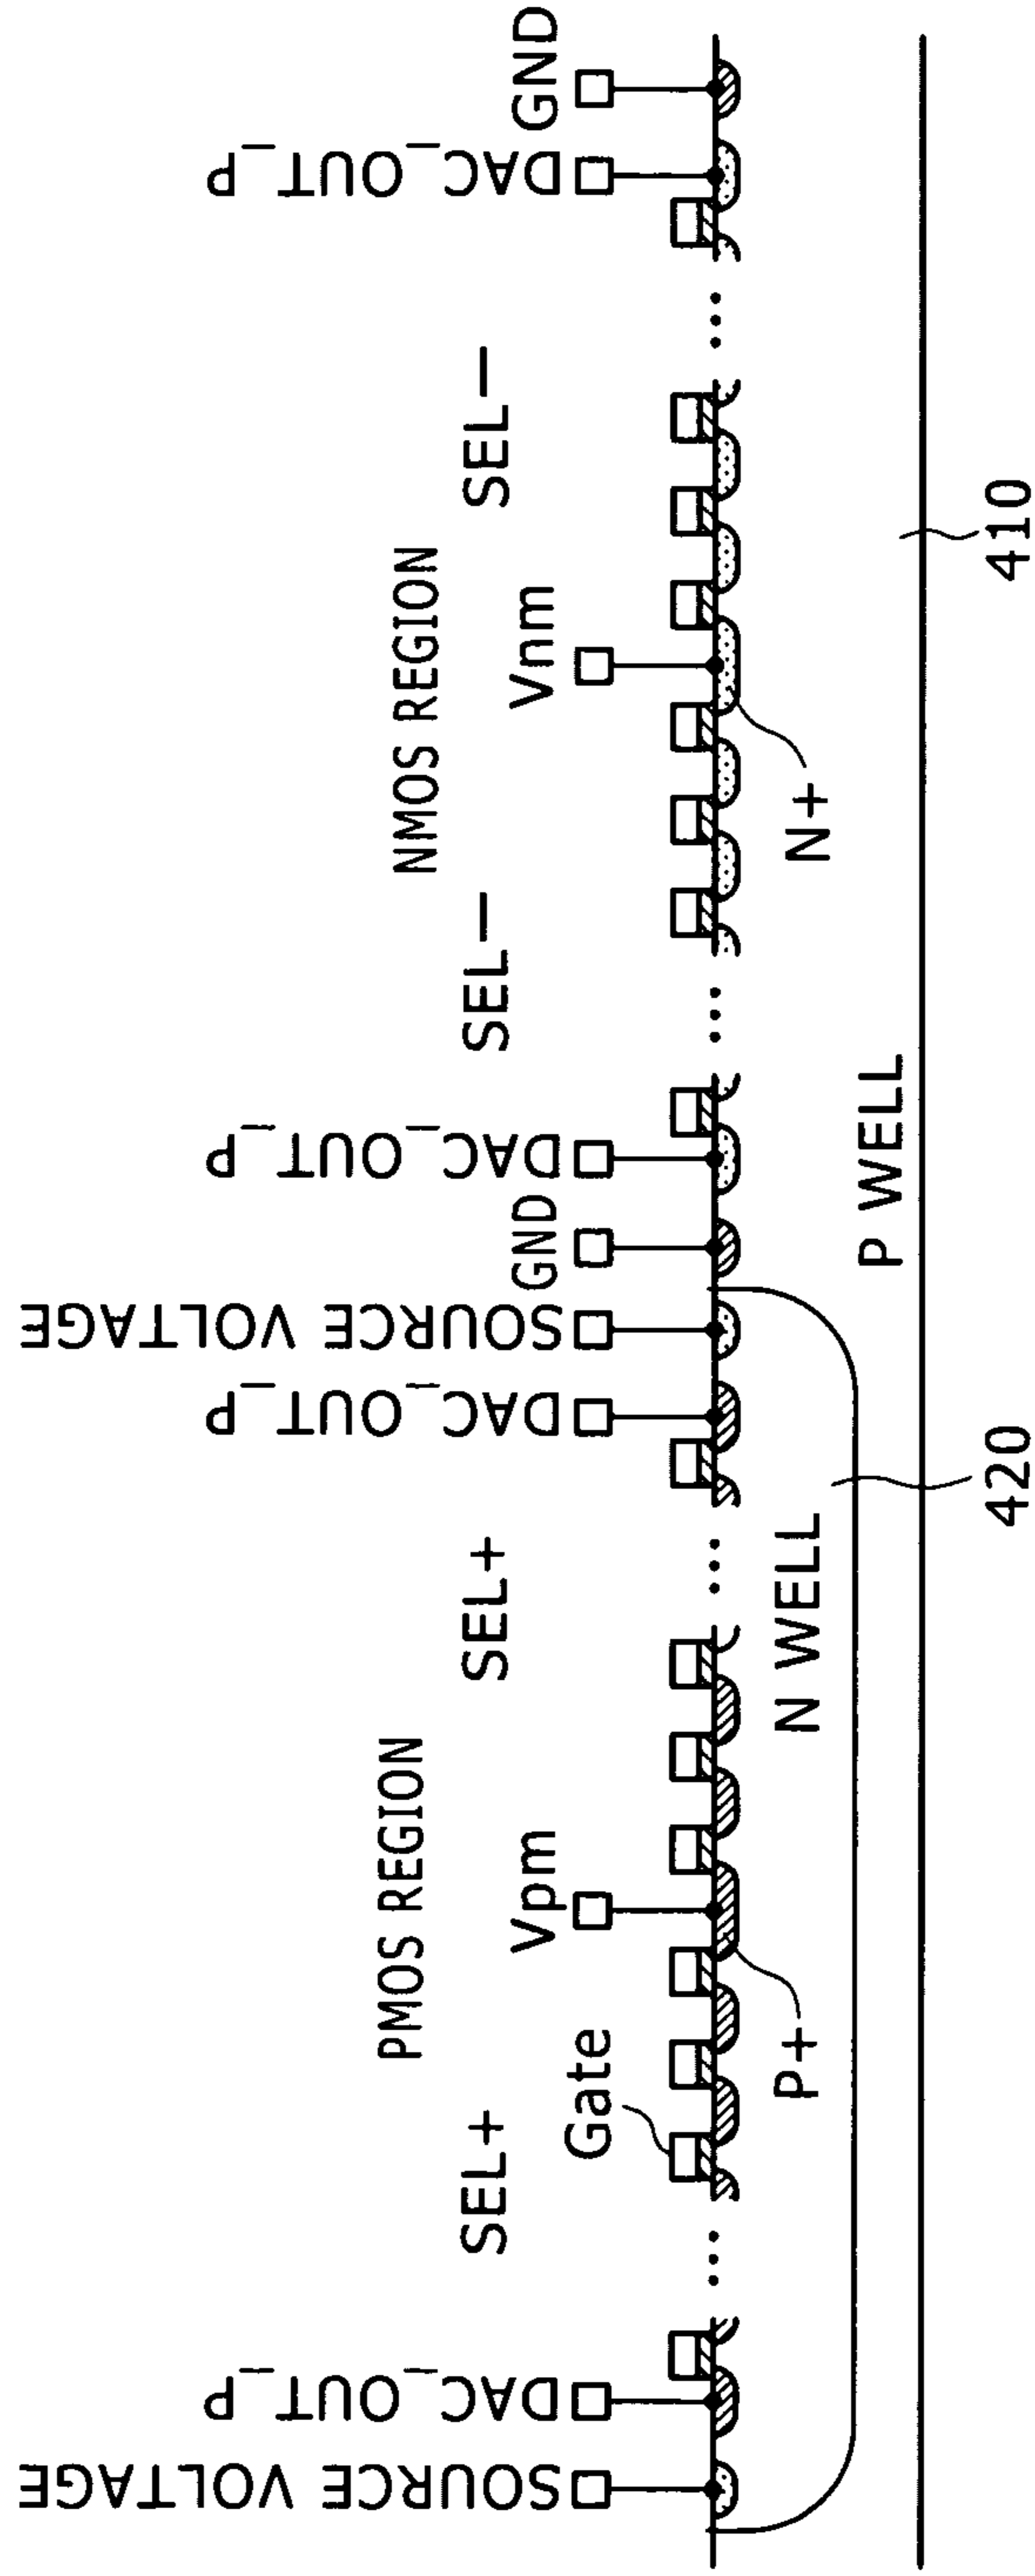 PMOS REGION
NMOS REGION
SEL+
SEL+
SEL−
SEL−
SOURCE VOLTAGE
DAC_OUT_P
Gate
Vpm
DAC_OUT_P
SOURCE VOLTAGE
GND
DAC_OUT_P
Vnm
DAC_OUT_P
GND
P+
N WELL
N+
P WELL
420
410